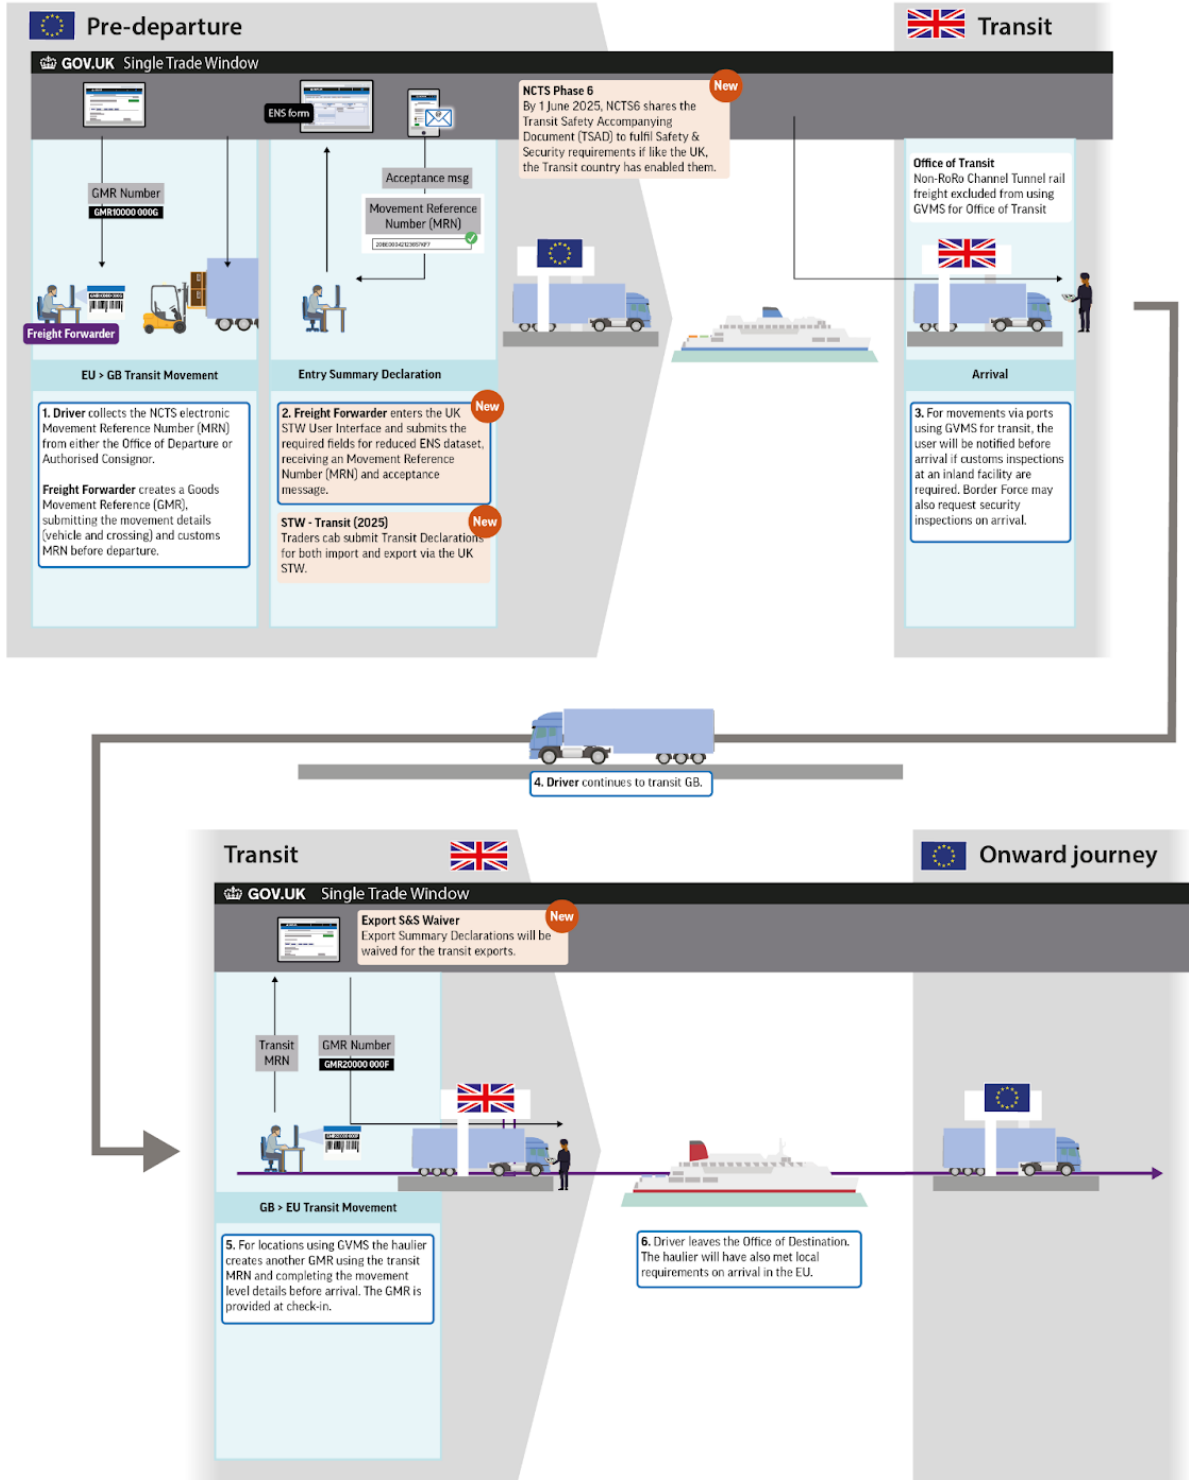 Pre-departure
Transit
GOV.UK Single Trade Window
ENS form
New
NCTS Phase 6
By 1 June 2025, NCTS6 shares the
Transit Safety Accompanying
Document (TSAD) to fulfil Safety &
Security requirements if like the UK,
the Transit country has enabled them.
GMR Number
GMR10000 000G
Acceptance msg
Movement Reference
Number (MRN)
Office of Transit
Non-RoRo Channel Tunnel rail
freight excluded from using
GVMS for Office of Transit
Freight Forwarder
EU > GB Transit Movement
Entry Summary Declaration
Arrival
1. Driver collects the NCTS electronic
Movement Reference Number (MRN)
from either the Office of Departure or
Authorised Consignor.
Freight Forwarder creates a Goods
Movement Reference (GMR),
submitting the movement details
(vehicle and crossing) and customs
MRN before departure.
New
2. Freight Forwarder enters the UK
STW User Interface and submits the
required fields for reduced ENS dataset,
receiving an Movement Reference
Number (MRN) and acceptance
message.
New
STW - Transit (2025)
Traders cab submit Transit Declarations
for both import and export via the UK
STW.
3. For movements via ports
using GVMS for transit, the
user will be notified before
arrival if customs inspections
at an inland facility are
required. Border Force may
also request security
inspections on arrival.
4. Driver continues to transit GB.
Transit
Onward journey
GOV.UK Single Trade Window
New
Export S&S Waiver
Export Summary Declarations will be
waived for the transit exports.
Transit
MRN
GMR Number
GMR20000 000F
GB > EU Transit Movement
5. For locations using GVMS the haulier
creates another GMR using the transit
MRN and completing the movement
level details before arrival. The GMR is
provided at check-in.
6. Driver leaves the Office of Destination.
The haulier will have also met local
requirements on arrival in the EU.